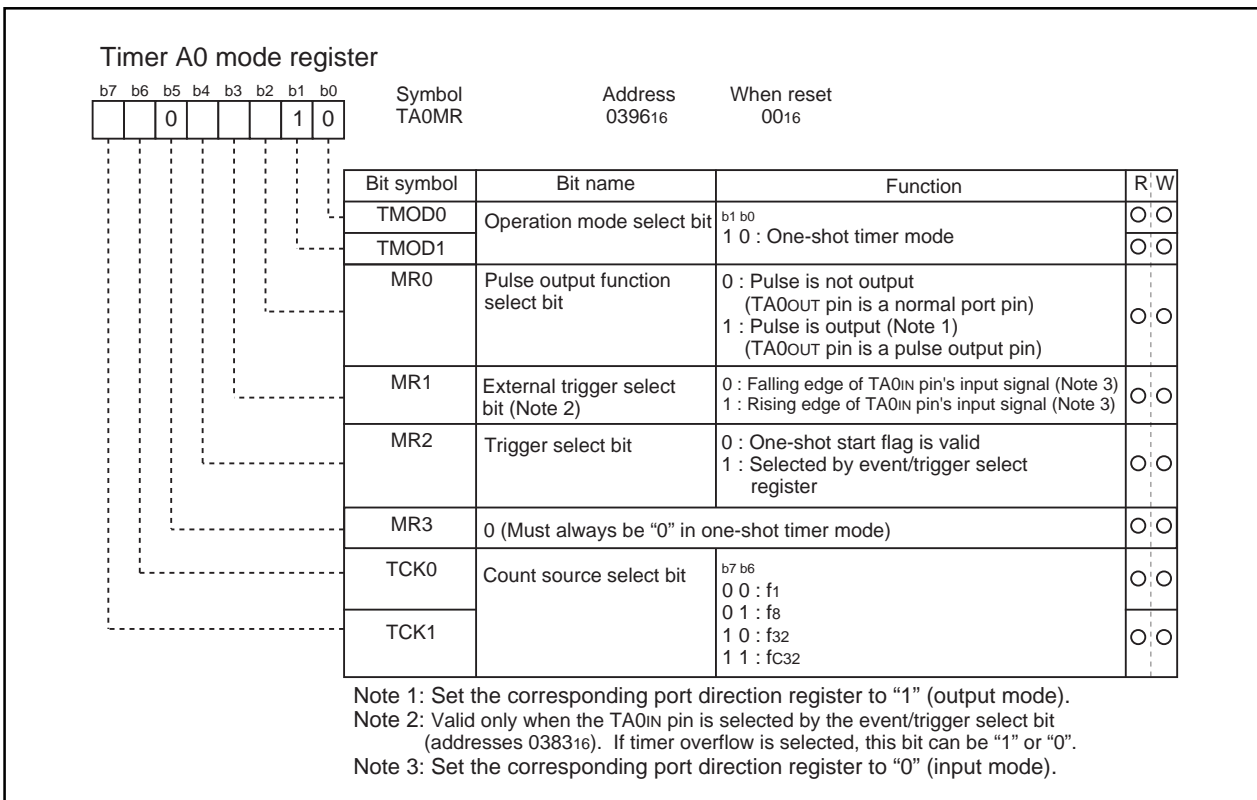 Timer A0 mode register
b7 b6 b5 b4 b3 b2 b1 b0
0 1 0
Symbol Address When reset
TA0MR 039616 0016
Bit symbol Bit name Function R W
TMOD0 Operation mode select bit b1 b0
TMOD1 1 0 : One-shot timer mode
MR0 Pulse output function select bit
0 : Pulse is not output
(TA0OUT pin is a normal port pin)
1 : Pulse is output (Note 1)
(TA0OUT pin is a pulse output pin)
MR1 External trigger select bit (Note 2)
0 : Falling edge of TA0IN pin's input signal (Note 3)
1 : Rising edge of TA0IN pin's input signal (Note 3)
MR2 Trigger select bit
0 : One-shot start flag is valid
1 : Selected by event/trigger select
register
MR3 0 (Must always be “0” in one-shot timer mode)
TCK0 Count source select bit
b7 b6
0 0 : f1
0 1 : f8
TCK1
1 0 : f32
1 1 : fC32
Note 1: Set the corresponding port direction register to “1” (output mode).
Note 2: Valid only when the TA0IN pin is selected by the event/trigger select bit
(addresses 038316). If timer overflow is selected, this bit can be “1” or “0”.
Note 3: Set the corresponding port direction register to “0” (input mode).